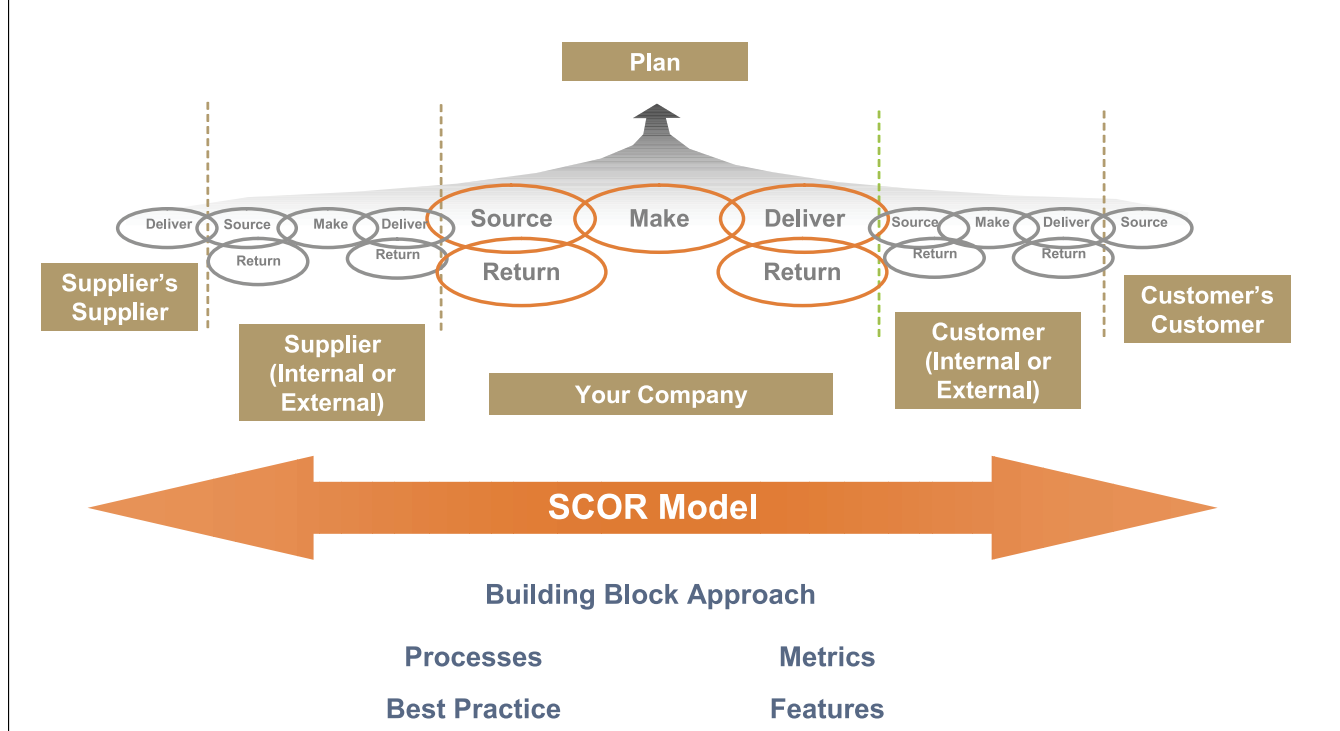 Plan
Deliver
Source
Make
Deliver
Source
Make
Deliver
Source
Make
Deliver
Source
Return
Return
Return
Return
Return
Return
Supplier's
Supplier
Supplier
(Internal or
External)
Your Company
Customer
(Internal or
External)
Customer's
Customer
SCOR Model
Building Block Approach
Processes
Metrics
Best Practice
Features